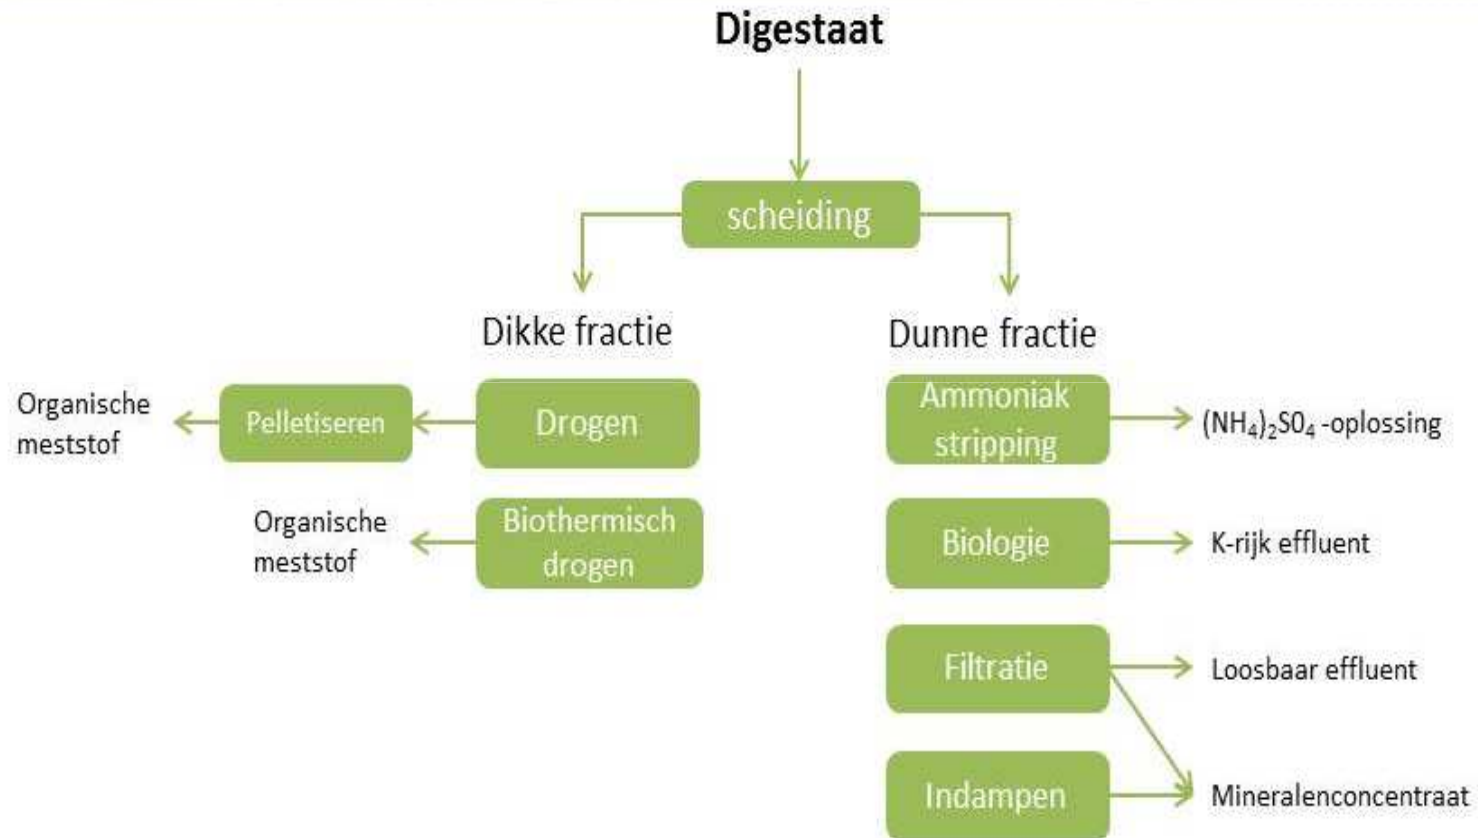 Digestaat
scheiding
Dikke fractie
Dunne fractie
Organische
meststof
Pelletiseren
Drogen
Ammoniak
stripping
(NH₄)₂SO₄ -oplossing
Organische
meststof
Biothermisch
drogen
Biologie
K-rijk effluent
Filtratie
Loosbaar effluent
Indampen
Mineralenconcentraat